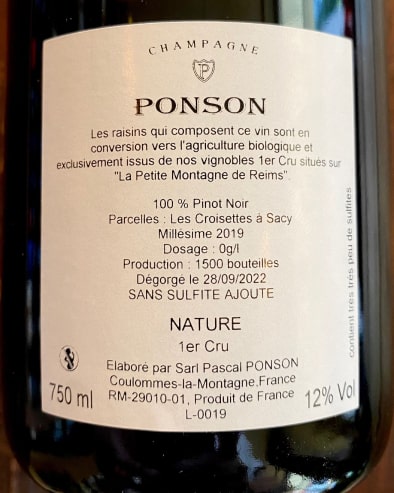 CHAMPAGNE
P
PONSON
Les raisins qui composent ce vin sont en
conversion vers l'agriculture biologique et
exclusivement issus de nos vignobles 1er Cru situés sur
"La Petite Montagne de Reims".
100 % Pinot Noir
Parcelles : Les Croisettes à Sacy
Millésime 2019
Dosage : 0g/l
Production : 1500 bouteilles
Dégorgé le 28/09/2022
SANS SULFITE AJOUTE
contient très très peu de sulfites
NATURE
1er Cru
Elaboré par Sarl Pascal PONSON
Coulommes-la-Montagne.France
RM-29010-01, Produit de France
L-0019
750 ml
12% Vol